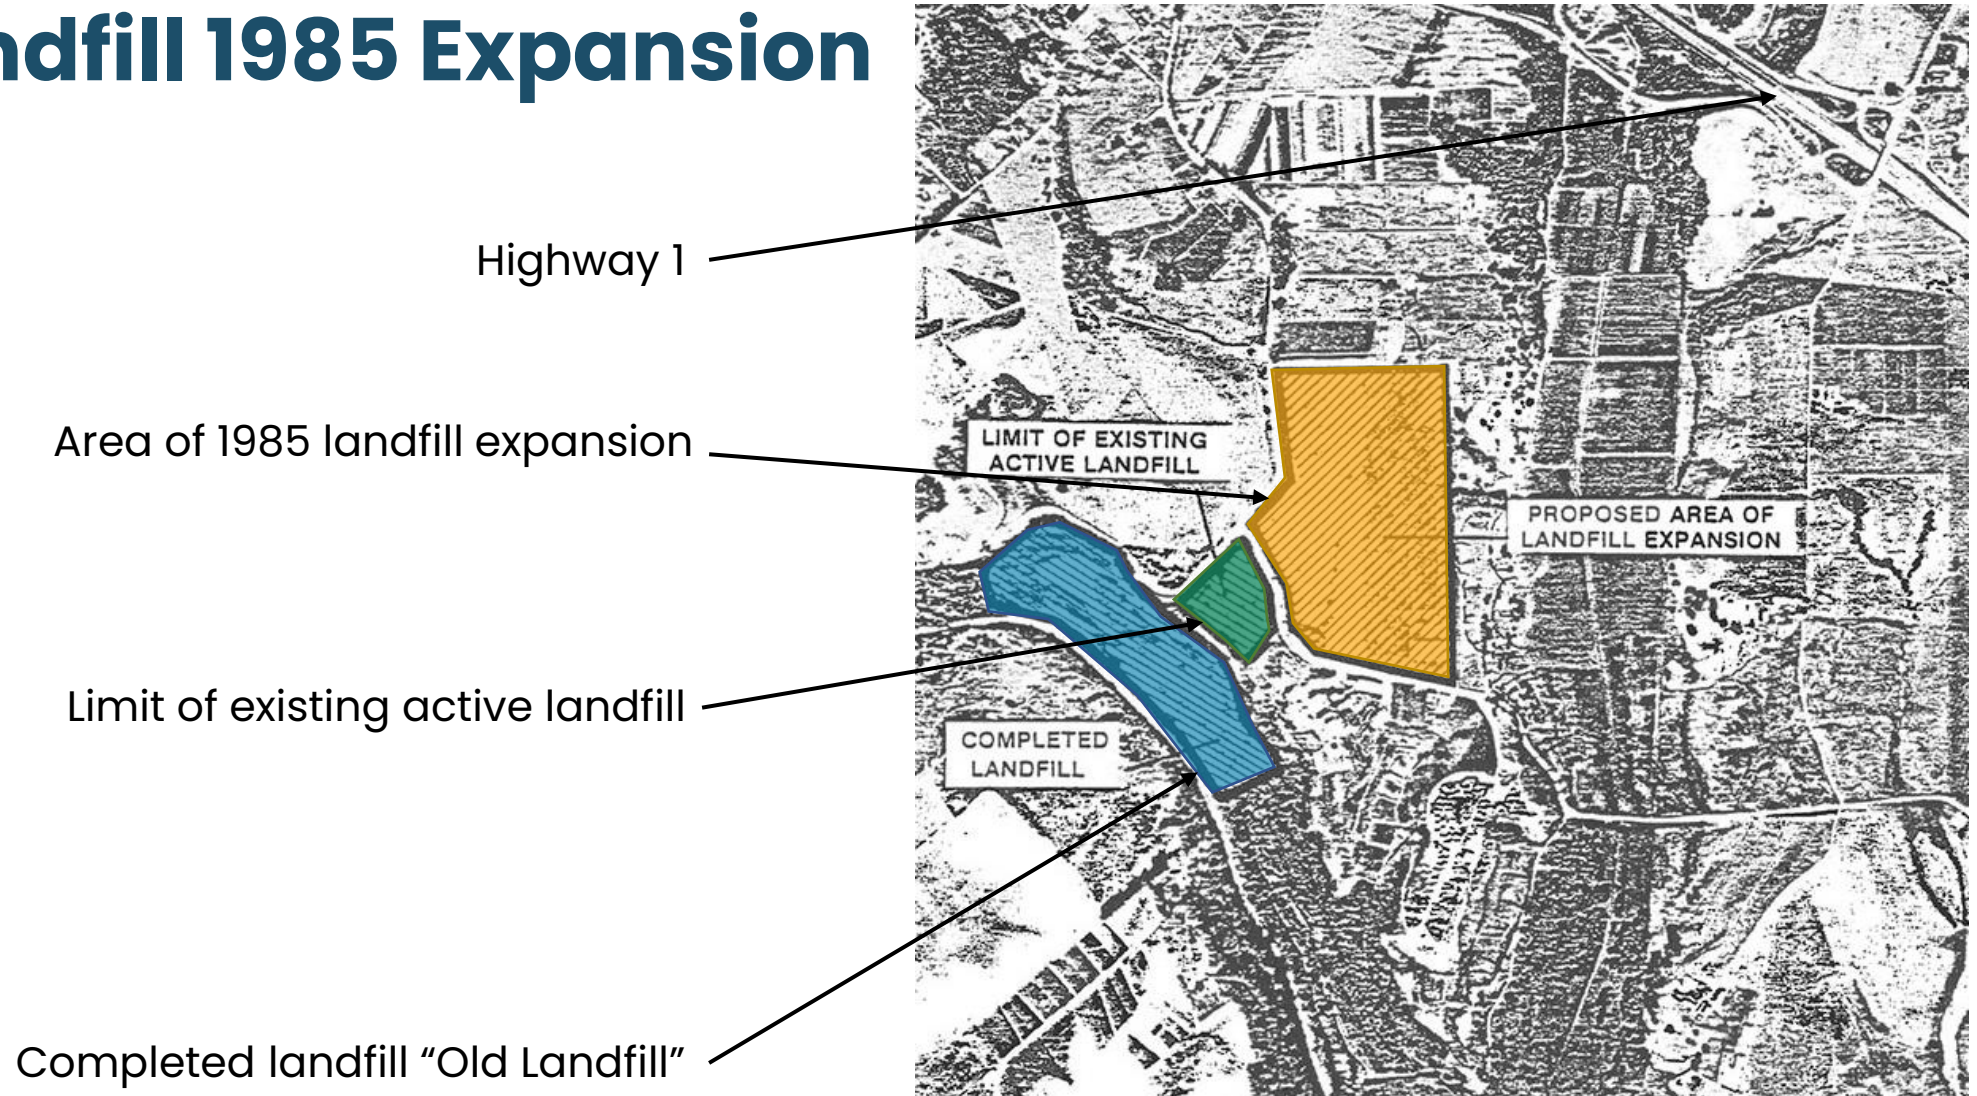 ndfill 1985 Expansion
Highway 1
Area of 1985 landfill expansion
LIMIT OF EXISTING
ACTIVE LANDFILL
PROPOSED AREA OF
LANDFILL EXPANSION
Limit of existing active landfill
COMPLETED
LANDFILL
Completed landfill “Old Landfill”